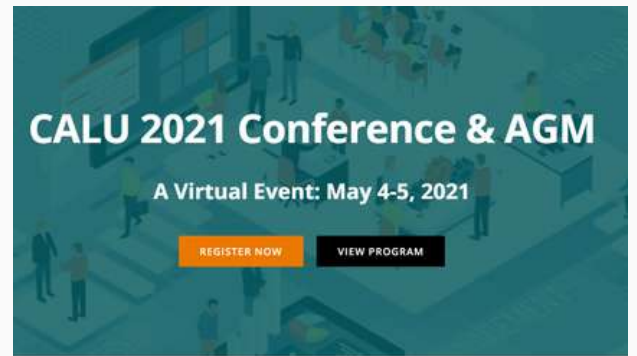 CALU 2021 Conference & AGM
A Virtual Event: May 4-5, 2021
REGISTER NOW
VIEW PROGRAM